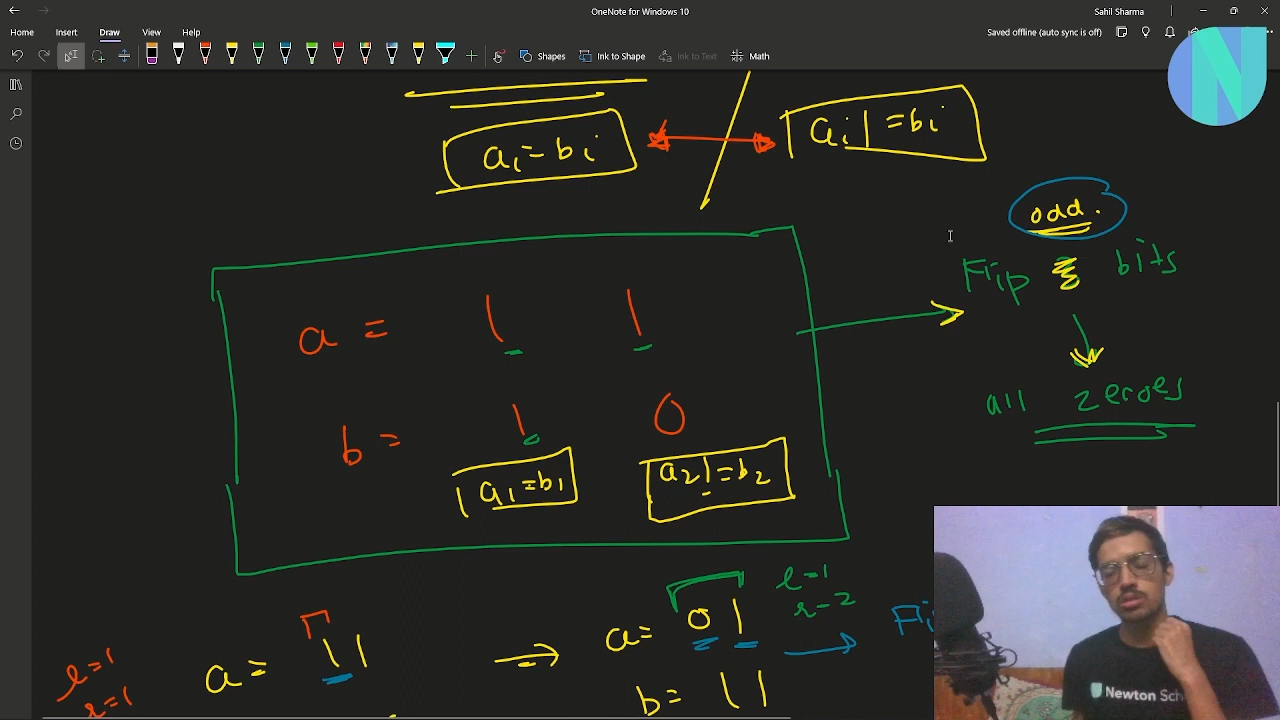 OneNote for Windows 10
Sahil Sharma
Home Insert Draw View Help
Saved offline (auto sync is off)
Shapes Ink to Shape Ink to Text Math
ai = bi
ai | = bi
odd.
Flip bits
all zeroes
a = 1 1
b = 1 0
a1 = b1
a2 | = b2
l=1
r=2
a= 0 1
b= 1 1
l=1
r=1
a= 1 1
N
Newton Sch